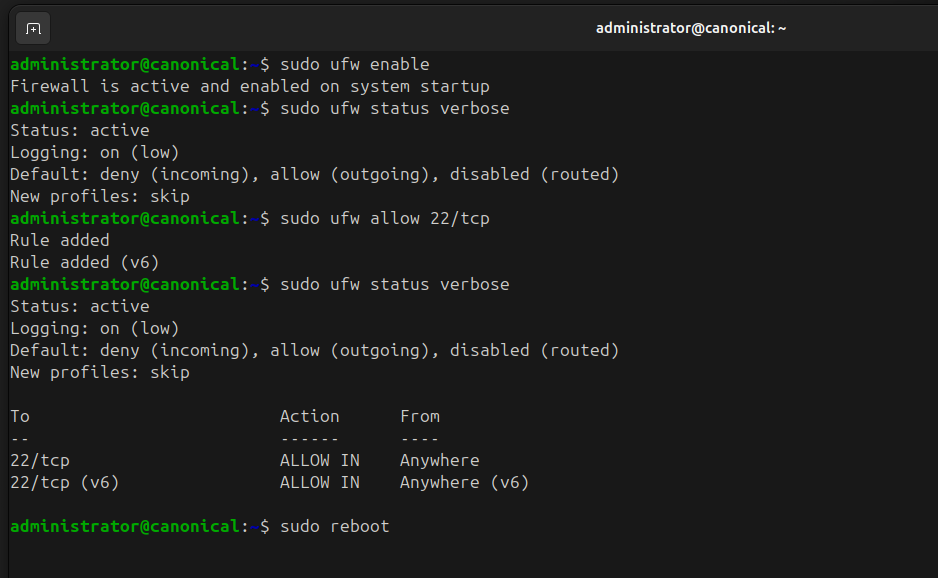 administrator@canonical: ~
administrator@canonical:~$ sudo ufw enable
Firewall is active and enabled on system startup
administrator@canonical:~$ sudo ufw status verbose
Status: active
Logging: on (low)
Default: deny (incoming), allow (outgoing), disabled (routed)
New profiles: skip
administrator@canonical:~$ sudo ufw allow 22/tcp
Rule added
Rule added (v6)
administrator@canonical:~$ sudo ufw status verbose
Status: active
Logging: on (low)
Default: deny (incoming), allow (outgoing), disabled (routed)
New profiles: skip
To                         Action      From
--                         ------      ----
22/tcp                     ALLOW IN    Anywhere
22/tcp (v6)                ALLOW IN    Anywhere (v6)
administrator@canonical:~$ sudo reboot